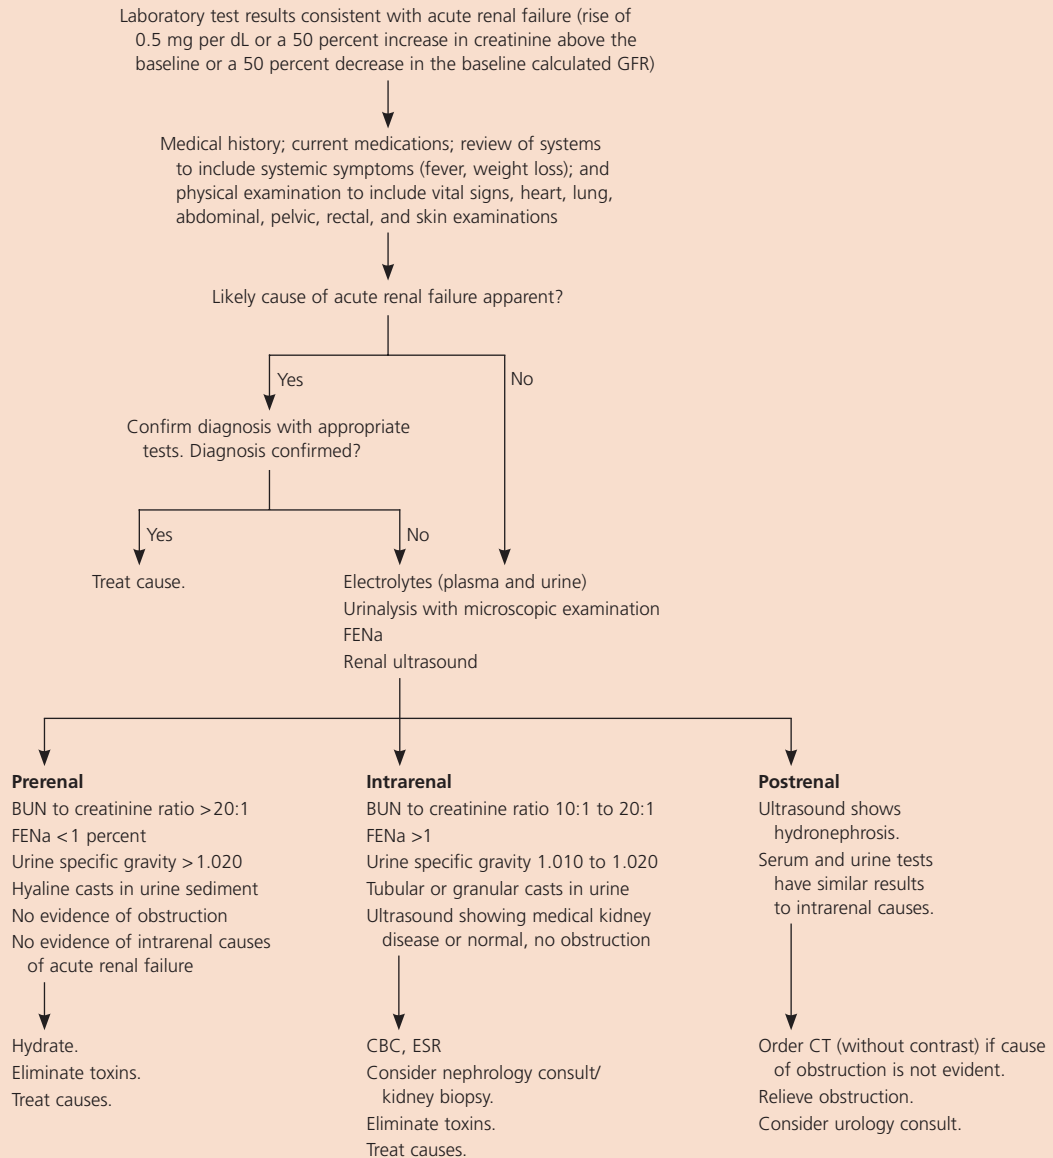 Laboratory test results consistent with acute renal failure (rise of
0.5 mg per dL or a 50 percent increase in creatinine above the
baseline or a 50 percent decrease in the baseline calculated GFR)
Medical history; current medications; review of systems
to include systemic symptoms (fever, weight loss); and
physical examination to include vital signs, heart, lung,
abdominal, pelvic, rectal, and skin examinations
Likely cause of acute renal failure apparent?
Yes
No
Confirm diagnosis with appropriate
tests. Diagnosis confirmed?
Yes
No
Treat cause.
Electrolytes (plasma and urine)
Urinalysis with microscopic examination
FENa
Renal ultrasound
Prerenal
BUN to creatinine ratio >20:1
FENa <1 percent
Urine specific gravity >1.020
Hyaline casts in urine sediment
No evidence of obstruction
No evidence of intrarenal causes
of acute renal failure
Hydrate.
Eliminate toxins.
Treat causes.
Intrarenal
BUN to creatinine ratio 10:1 to 20:1
FENa >1
Urine specific gravity 1.010 to 1.020
Tubular or granular casts in urine
Ultrasound showing medical kidney
disease or normal, no obstruction
CBC, ESR
Consider nephrology consult/
kidney biopsy.
Eliminate toxins.
Treat causes.
Postrenal
Ultrasound shows
hydronephrosis.
Serum and urine tests
have similar results
to intrarenal causes.
Order CT (without contrast) if cause
of obstruction is not evident.
Relieve obstruction.
Consider urology consult.